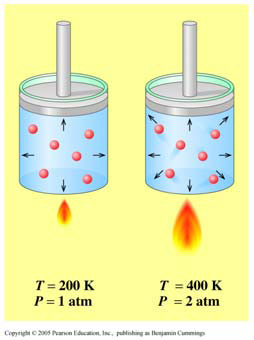 T = 200 K
P = 1 atm
T = 400 K
P = 2 atm
Copyright © 2005 Pearson Education, Inc., publishing as Benjamin Cummings